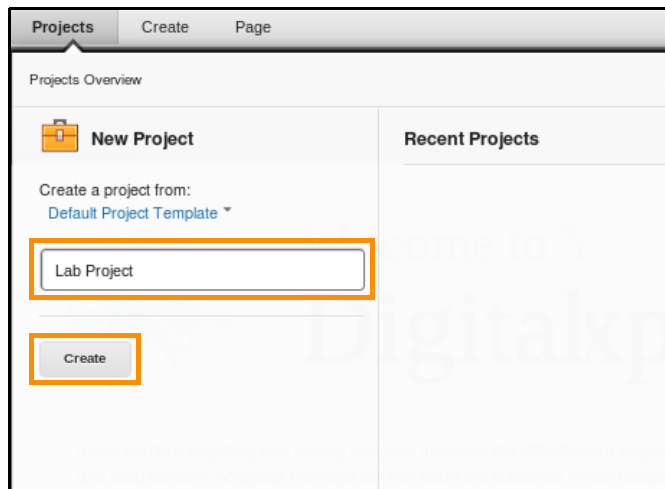 Projects Create Page
Projects Overview
New Project
Recent Projects
Create a project from:
Default Project Template
Lab Project
Create
Welcome to Y
Digitalxp